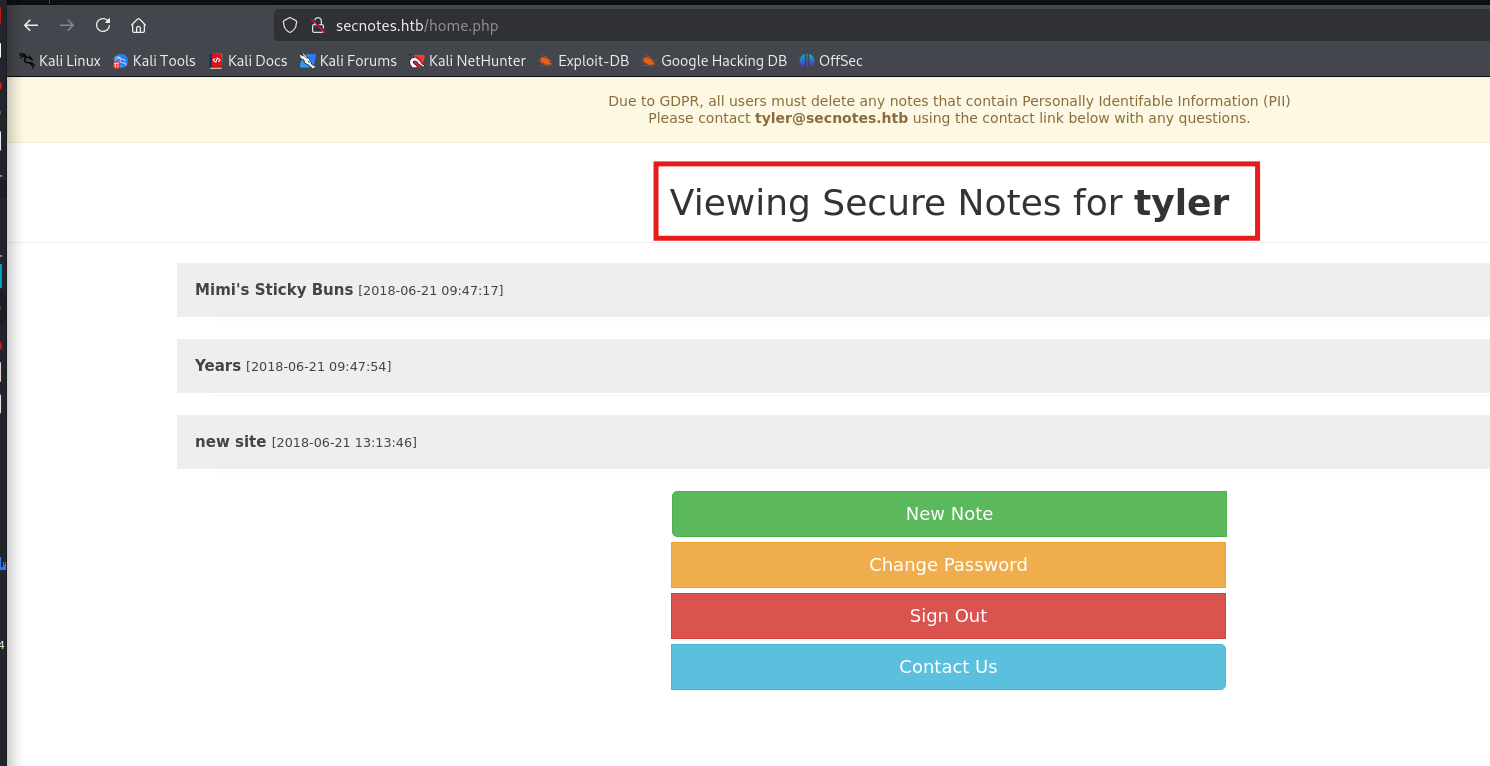 secnotes.htb/home.php
Kali Linux Kali Tools Kali Docs Kali Forums Kali NetHunter Exploit-DB Google Hacking DB OffSec
Due to GDPR, all users must delete any notes that contain Personally Identifable Information (PII)
Please contact tyler@secnotes.htb using the contact link below with any questions.
Viewing Secure Notes for tyler
Mimi's Sticky Buns [2018-06-21 09:47:17]
Years [2018-06-21 09:47:54]
new site [2018-06-21 13:13:46]
New Note
Change Password
Sign Out
4
Contact Us